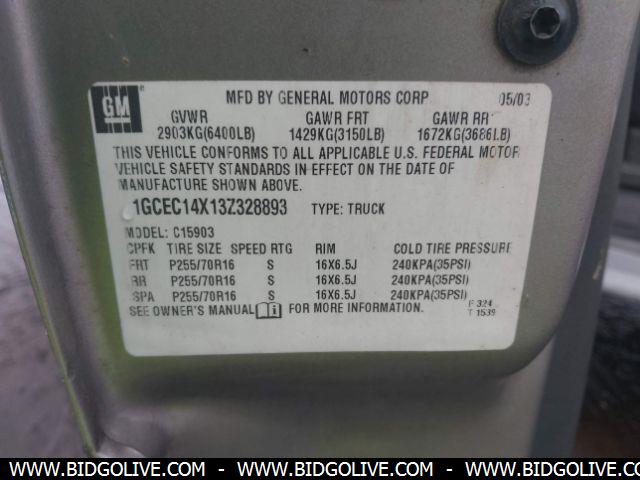 GM
MFD BY GENERAL MOTORS CORP 05/03
GVWR GAWR FRT GAWR RR
2903KG(6400LB) 1429KG(3150LB) 1672KG(3686LB)
THIS VEHICLE CONFORMS TO ALL APPLICABLE U.S. FEDERAL MOTOR
VEHICLE SAFETY STANDARDS IN EFFECT ON THE DATE OF
MANUFACTURE SHOWN ABOVE.
1GCEC14X13Z328893 TYPE: TRUCK
MODEL: C15903
TIRE SIZE SPEED RTG RIM COLD TIRE PRESSURE
FRT P255/70R16 S 16X6.5J 240KPA(35PSI)
RR P255/70R16 S 16X6.5J 240KPA(35PSI)
SPA P255/70R16 S 16X6.5J 240KPA(35PSI)
SEE OWNER'S MANUAL FOR MORE INFORMATION.
F 324
T 1539
WWW.BIDGOLIVE.COM - WWW.BIDGOLIVE.COM - WWW.BIDGOLIVE.COM